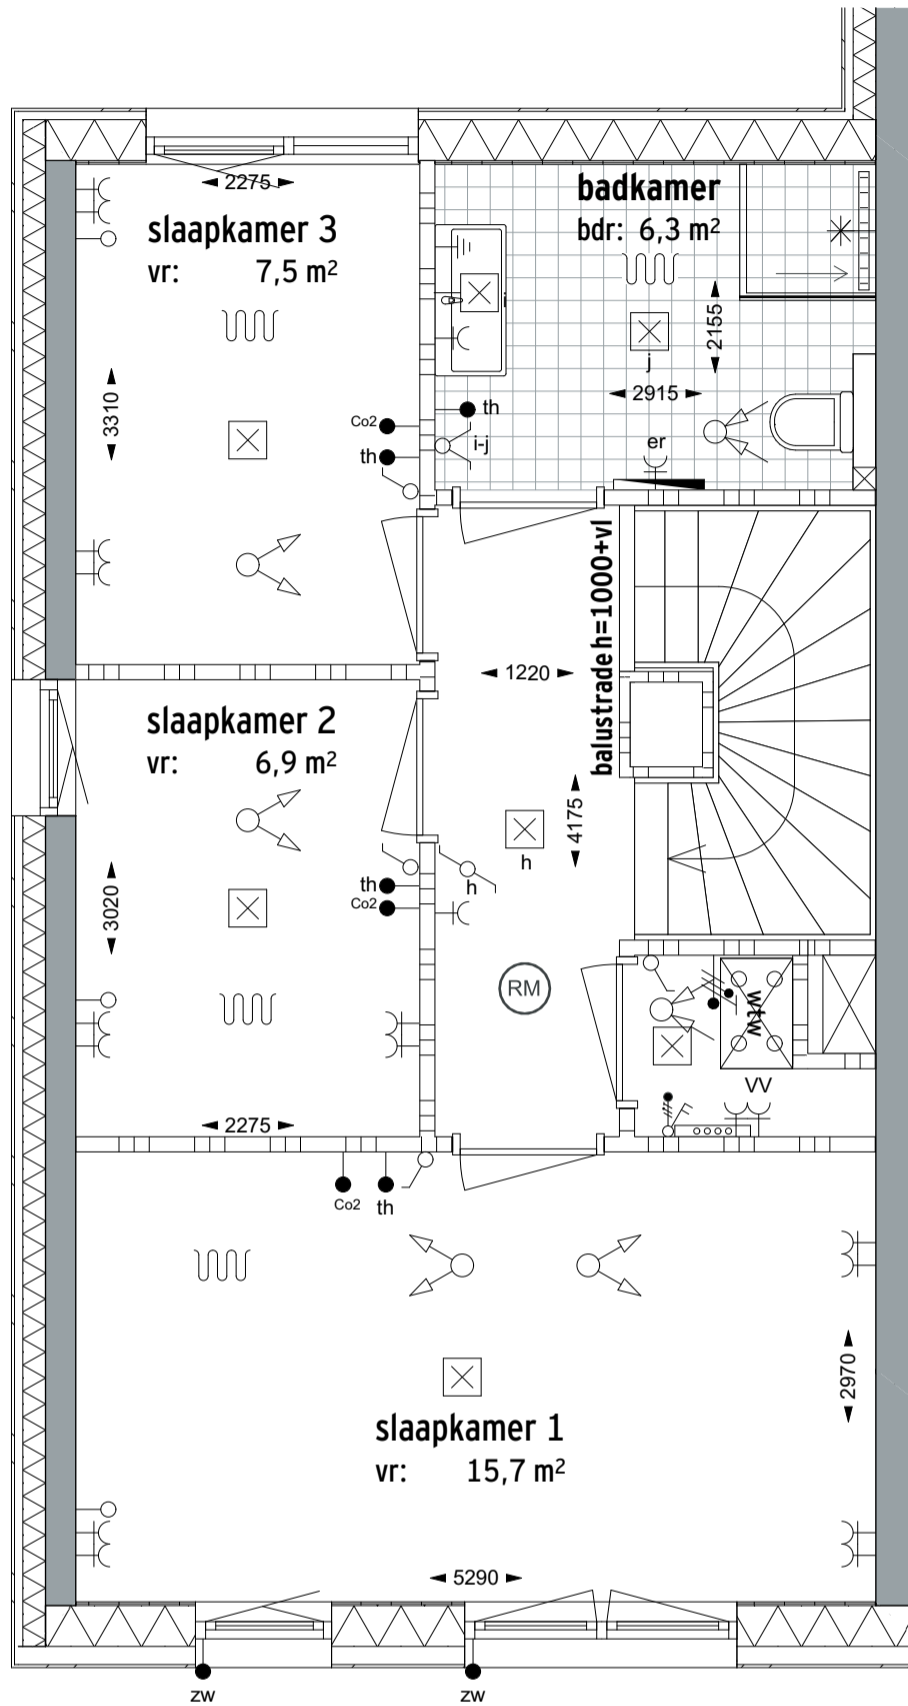 2275
slaapkamer 3
vr: 7,5 m²
badkamer
bdr: 6,3 m²
i
j
2155
2915
3310
Co2
th
th
i-j
er
balustrade h=1000+vl
1220
slaapkamer 2
vr: 6,9 m²
4175
h
h
th
Co2
3020
RM
wtw
VV
2275
Co2
th
2970
slaapkamer 1
vr: 15,7 m²
5290
zw
zw